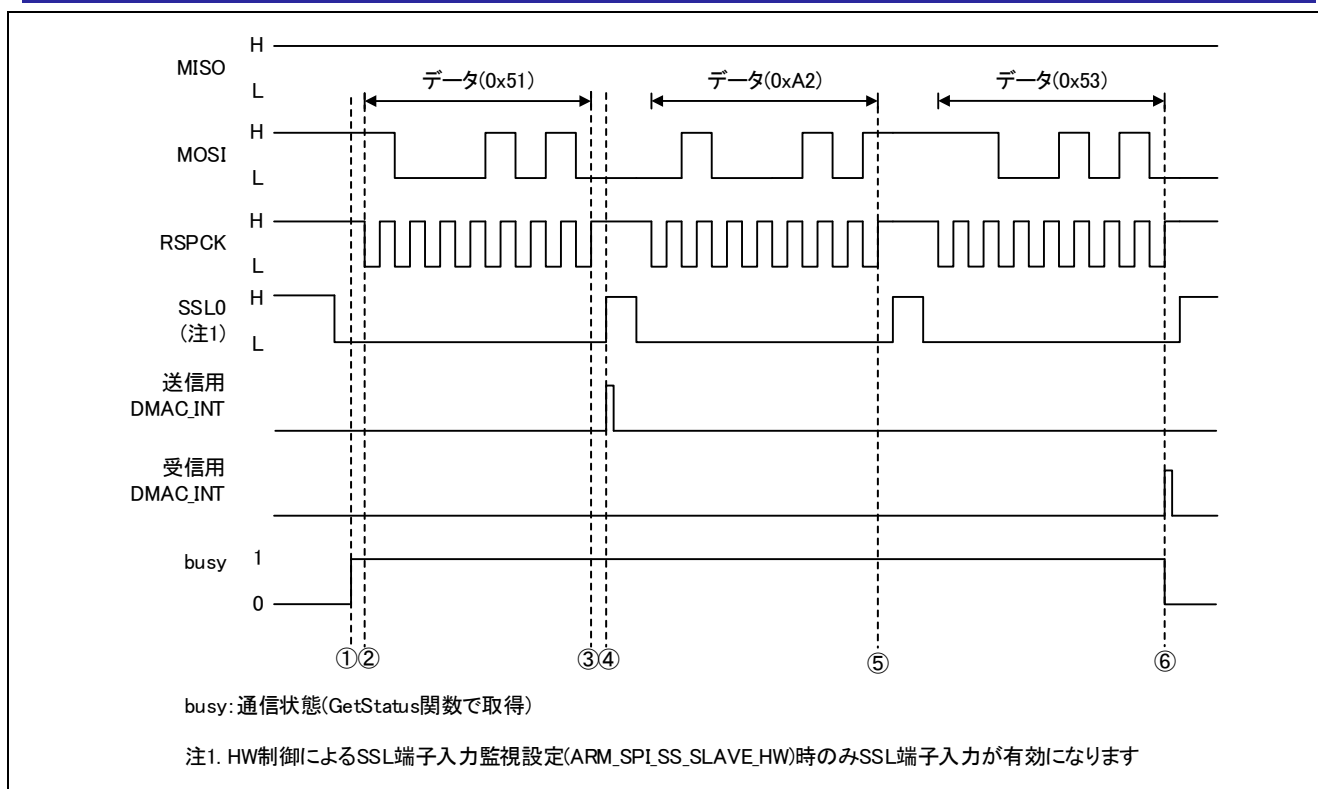 MISO
H
L
データ(0x51)
データ(0xA2)
データ(0x53)
MOSI
H
L
RSPCK
H
L
SSL0
(注1)
H
L
送信用
DMAC_INT
受信用
DMAC_INT
busy
1
0
①②
③④
⑤
⑥
busy:通信状態(GetStatus関数で取得)
注1. HW制御によるSSL端子入力監視設定(ARM_SPI_SS_SLAVE_HW)時のみSSL端子入力が有効になります